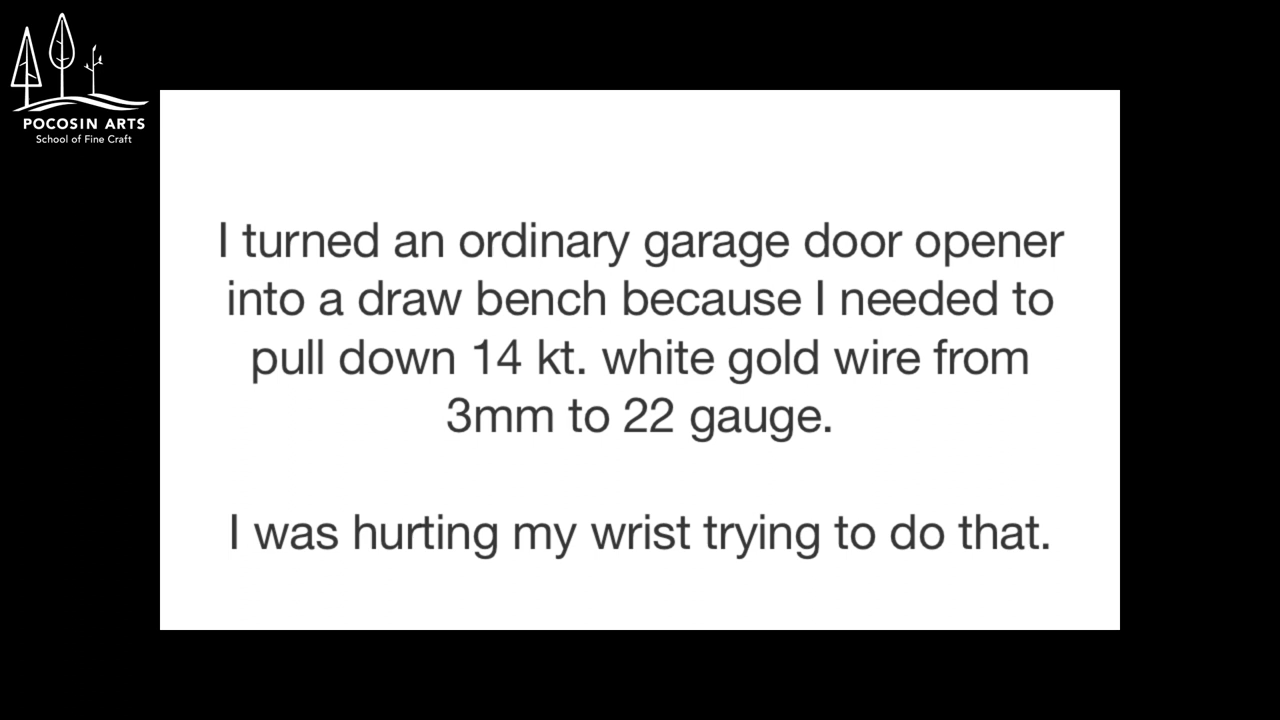 POCOSIN ARTS
School of Fine Craft
I turned an ordinary garage door opener
into a draw bench because I needed to
pull down 14 kt. white gold wire from
3mm to 22 gauge.
I was hurting my wrist trying to do that.